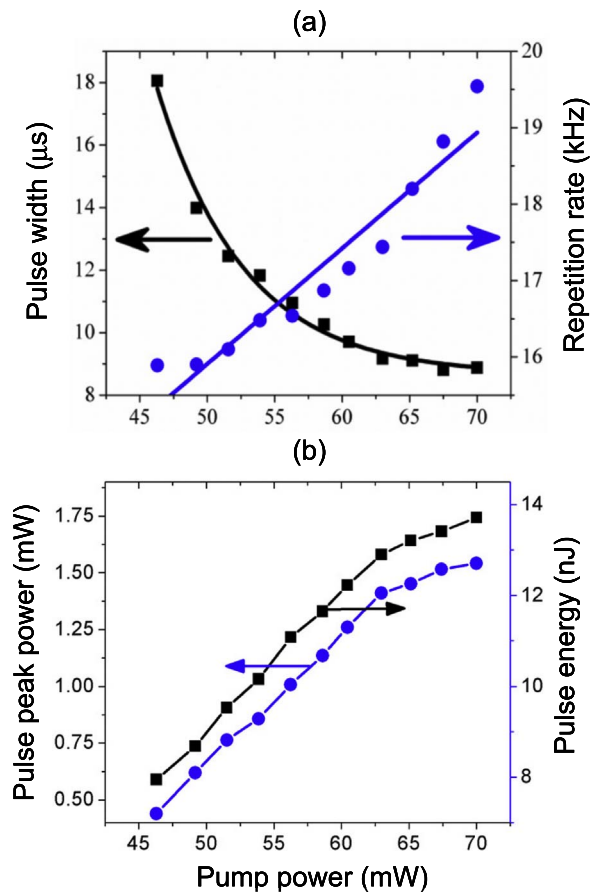 (a)
18
16
14
12
10
8
Pulse width (μs)
20
19
18
17
16
Repetition rate (kHz)
45 50 55 60 65 70
(b)
1.75
1.50
1.25
1.00
0.75
0.50
Pulse peak power (mW)
14
12
10
8
Pulse energy (nJ)
45 50 55 60 65 70
Pump power (mW)